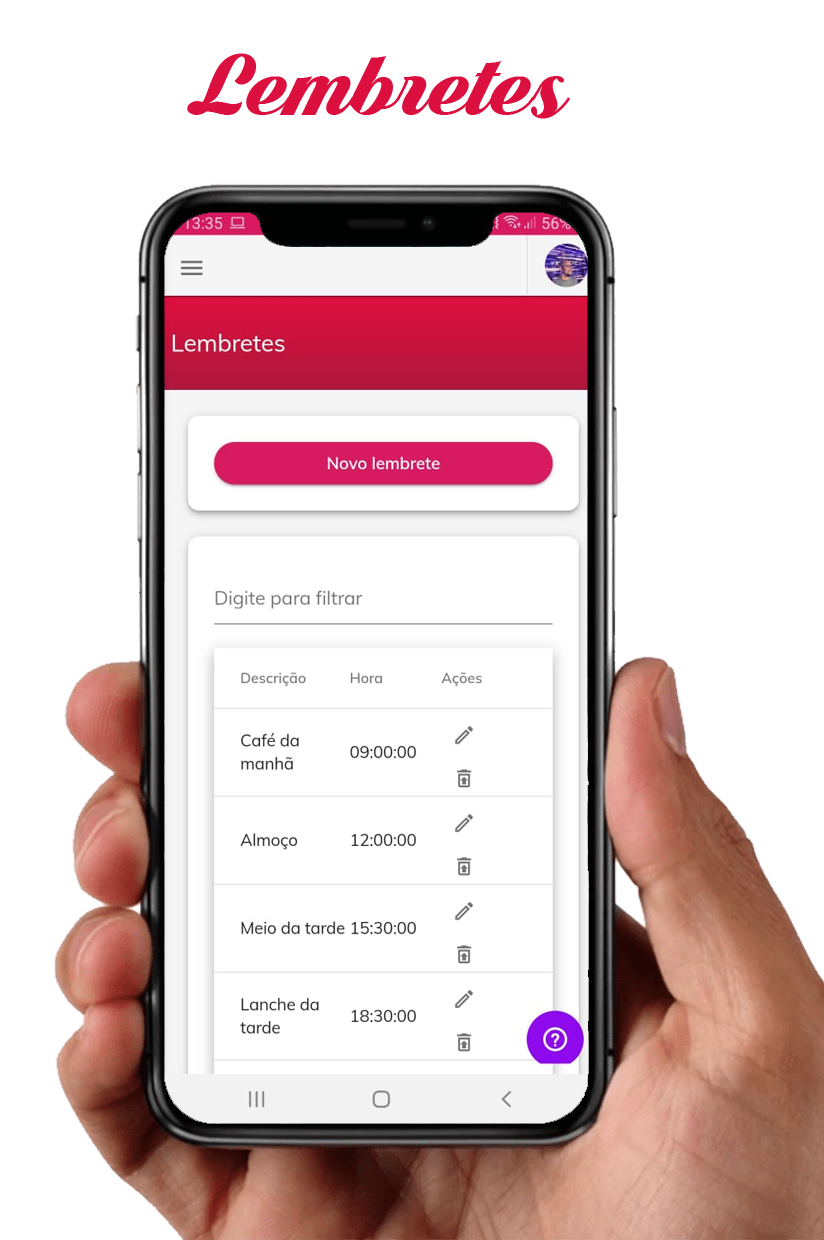 Lembretes
13:35
56%
Lembretes
Novo lembrete
Digite para filtrar
Descrição Hora Ações
Café da
manhã
09:00:00
Almoço 12:00:00
Meio da tarde 15:30:00
Lanche da
tarde
18:30:00